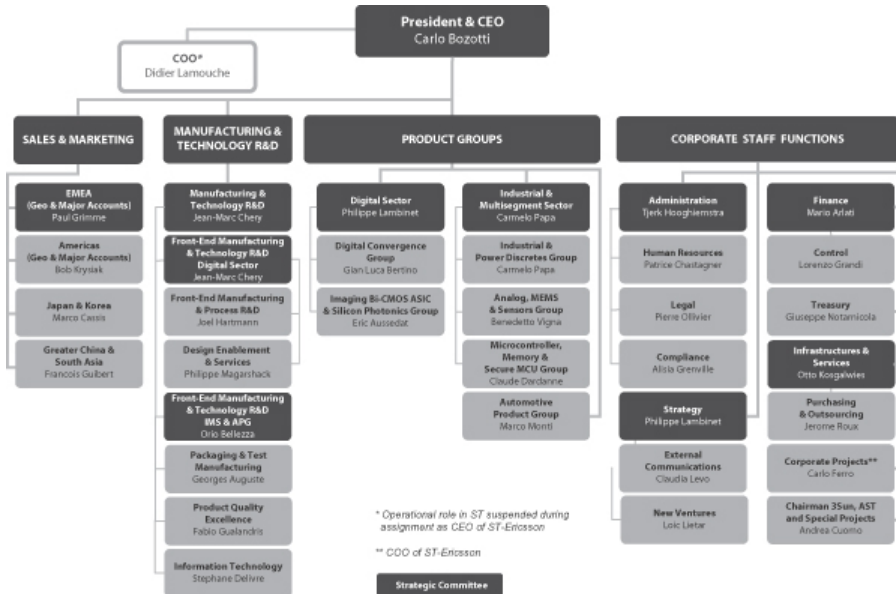 President & CEO
Carlo Bozotti
COO*
Didier Lamouche
SALES & MARKETING
MANUFACTURING &
TECHNOLOGY R&D
PRODUCT GROUPS
CORPORATE STAFF FUNCTIONS
EMEA
(Geo & Major Accounts)
Paul Grimme
Americas
(Geo & Major Accounts)
Bob Krysiak
Japan & Korea
Marco Cassis
Greater China &
South Asia
Francois Guibert
Manufacturing &
Technology R&D
Jean-Marc Chery
Front-End Manufacturing
& Technology R&D
Digital Sector
Jean-Marc Chery
Front-End Manufacturing
& Process R&D
Joel Hartmann
Design Enablement
& Services
Philippe Magarshack
Front-End Manufacturing
& Technology R&D
IMS & APG
Orio Bellezza
Packaging & Test
Manufacturing
Georges Auguste
Product Quality
Excellence
Fabio Gualandris
Information Technology
Stephane Delivre
Digital Sector
Philippe Lambinet
Digital Convergence
Group
Gian Luca Bertino
Imaging Bi-CMOS ASIC
& Silicon Photonics Group
Eric Aussedat
Industrial &
Multisegment Sector
Carmelo Papa
Industrial &
Power Discretes Group
Carmelo Papa
Analog, MEMS
& Sensors Group
Benedetto Vigna
Microcontroller,
Memory &
Secure MCU Group
Claude Dardanne
Automotive
Product Group
Marco Monti
Administration
Tjerk Hooghiemstra
Human Resources
Patrice Chastagner
Legal
Pierre Ollivier
Compliance
Alisia Grenville
Strategy
Philippe Lambinet
External
Communications
Claudia Levo
New Ventures
Loic Lietar
Finance
Mario Arlati
Control
Lorenzo Grandi
Treasury
Giuseppe Notarnicola
Infrastructures &
Services
Otto Kosgalwies
Purchasing
& Outsourcing
Jerome Roux
Corporate Projects**
Carlo Ferro
Chairman 3Sun, AST
and Special Projects
Andrea Cuomo
* Operational role in ST suspended during
assignment as CEO of ST-Ericsson
** COO of ST-Ericsson
Strategic Committee